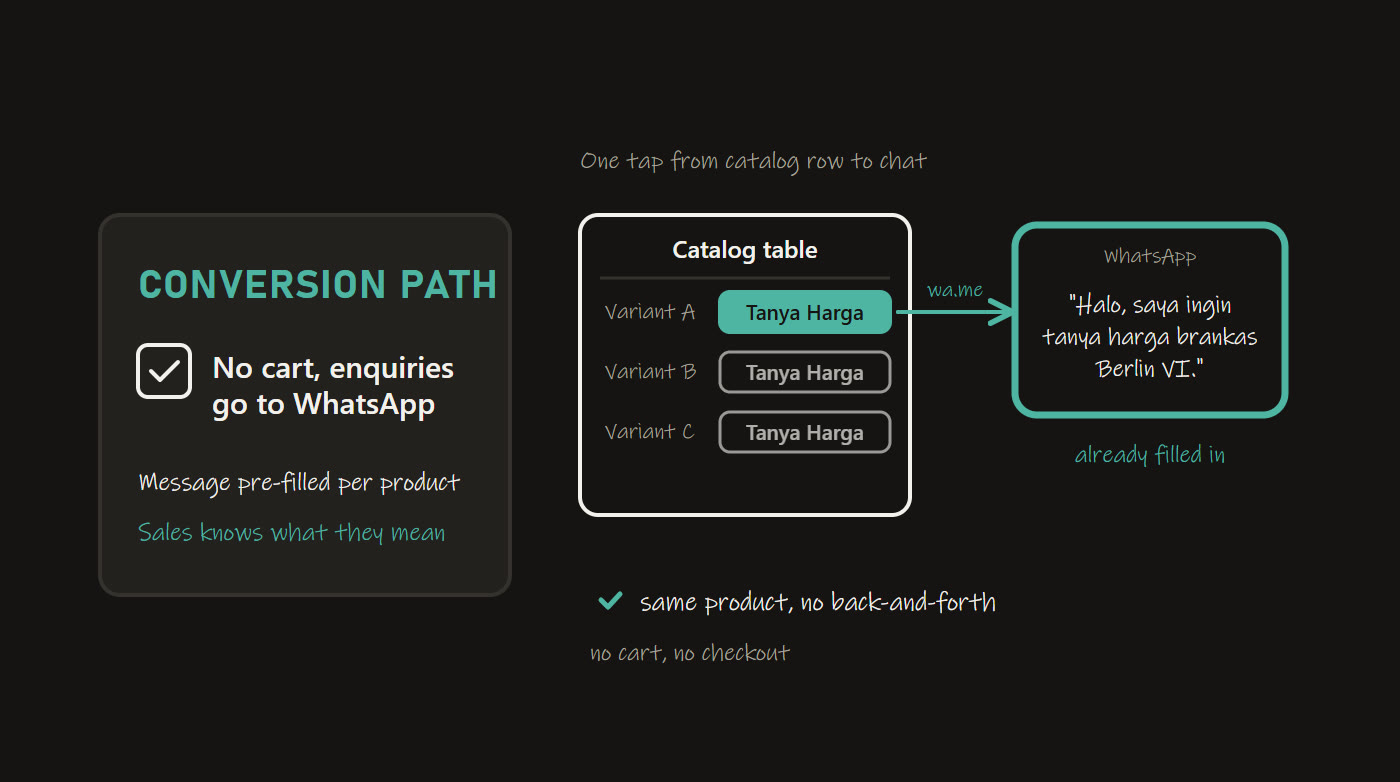 One tap from catalog row to chat
CONVERSION PATH
No cart, enquiries
go to WhatsApp
Message pre-filled per product
Sales knows what they mean
Catalog table
Variant A
Tanya Harga
Variant B
Tanya Harga
Variant C
Tanya Harga
wa.me
WhatsApp
"Halo, saya ingin
tanya harga brankas
Berlin VI."
already filled in
same product, no back-and-forth
no cart, no checkout